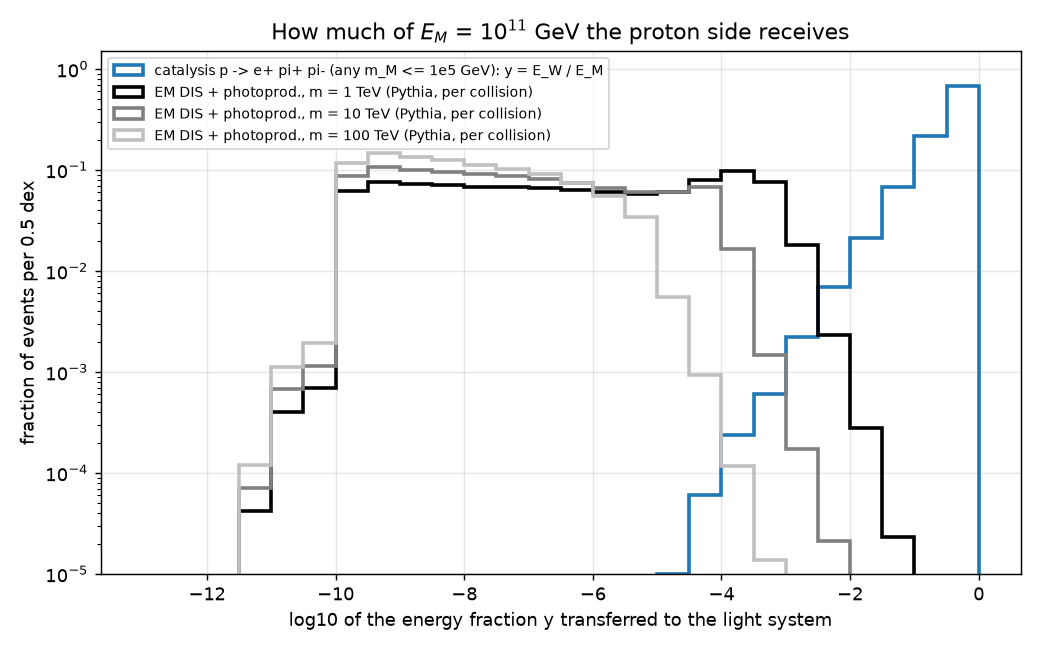 How much of E_M = 10¹¹ GeV the proton side receives
catalysis p -> e+ pi+ pi- (any m_M <= 1e5 GeV): y = E_W / E_M
EM DIS + photoprod., m = 1 TeV (Pythia, per collision)
EM DIS + photoprod., m = 10 TeV (Pythia, per collision)
EM DIS + photoprod., m = 100 TeV (Pythia, per collision)
fraction of events per 0.5 dex
10⁰
10⁻¹
10⁻²
10⁻³
10⁻⁴
10⁻⁵
−12 −10 −8 −6 −4 −2 0
log10 of the energy fraction y transferred to the light system